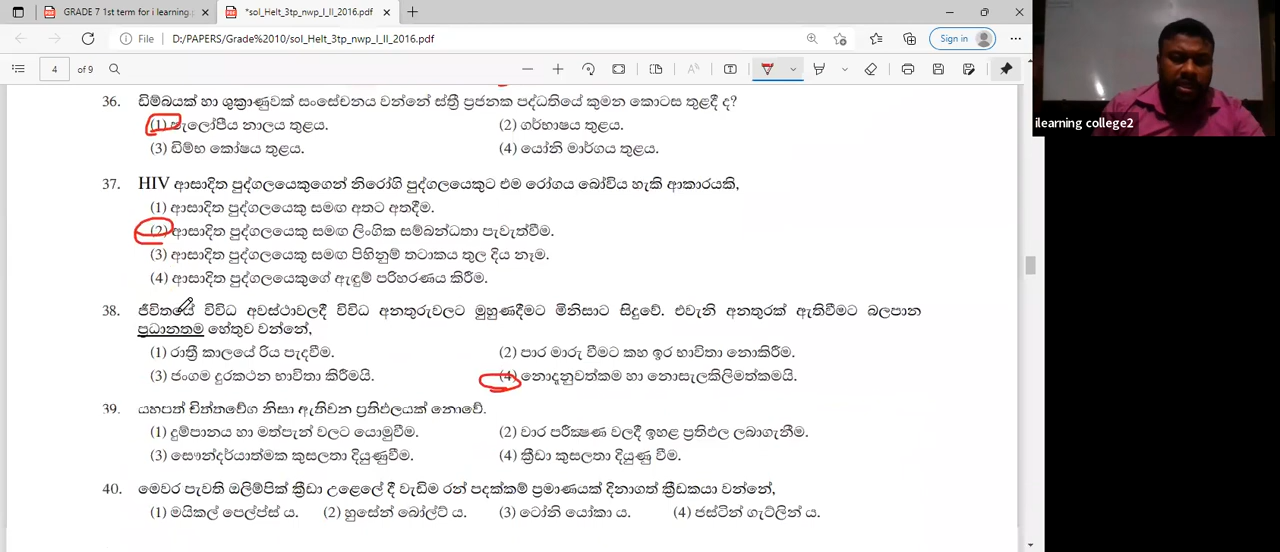 GRADE 7 1st term for i learning
*sol_Helt_3tp_nwp_I_II_2016.pdf
File D:/PAPERS/Grade%2010/sol_Helt_3tp_nwp_I_II_2016.pdf Sign in
4 of 9
36. ඩිම්බයක් හා ශුක්‍රාණුවක් සංසේචනය වන්නේ ස්ත්‍රී ප්‍රජනක පද්ධතියේ කුමන කොටස තුළදී ද?
(1) පැලෝපීය නාලය තුළය. (2) ගර්භාෂය තුළය.
(3) ඩිම්භ කෝෂය තුළය. (4) යෝනි මාර්ගය තුළය.
37. HIV ආසාදිත පුද්ගලයෙකුගෙන් නිරෝගි පුද්ගලයෙකුට එම රෝගය බෝවිය හැකි ආකාරයකි,
(1) ආසාදිත පුද්ගලයෙකු සමඟ අතට අතදීම.
(2) ආසාදිත පුද්ගලයෙකු සමඟ ලිංගික සම්බන්ධතා පැවැත්වීම.
(3) ආසාදිත පුද්ගලයෙකු සමඟ පිහිනුම් තටාකය තුල දිය නෑම.
(4) ආසාදිත පුද්ගලයෙකුගේ ඇඳුම් පරිහරණය කිරීම.
38. ජීවිතයේ විවිධ අවස්ථාවලදී විවිධ අනතුරුවලට මුහුණදීමට මිනිසාට සිදුවේ. එවැනි අනතුරක් ඇතිවීමට බලපාන
ප්‍රධානතම හේතුව වන්නේ,
(1) රාත්‍රී කාලයේ රිය පැදවීම. (2) පාර මාරු වීමට කහ ඉර භාවිතා නොකිරීම.
(3) ජංගම දුරකථන භාවිතා කිරීමයි. (4) නොදැනුවත්කම හා නොසැලකිලිමත්කමයි.
39. යහපත් චිත්තවේග නිසා ඇතිවන ප්‍රතිඵලයක් නොවේ.
(1) දුම්පානය හා මත්පැන් වලට යොමුවීම. (2) වාර පරීක්‍ෂණ වලදී ඉහළ ප්‍රතිඵල ලබාගැනීම.
(3) සෞන්දර්යාත්මක කුසලතා දියුණුවීම. (4) ක්‍රීඩා කුසලතා දියුණු වීම.
40. මෙවර පැවති ඔලිම්පික් ක්‍රීඩා උළෙලේ දී වැඩිම රන් පදක්කම් ප්‍රමාණයක් දිනාගත් ක්‍රීඩකයා වන්නේ,
(1) මයිකල් පෙල්ප්ස් ය. (2) හුසේන් බෝල්ට් ය. (3) ටෝනි යෝකා ය. (4) ජස්ටින් ගැට්ලින් ය.
ilearning college2